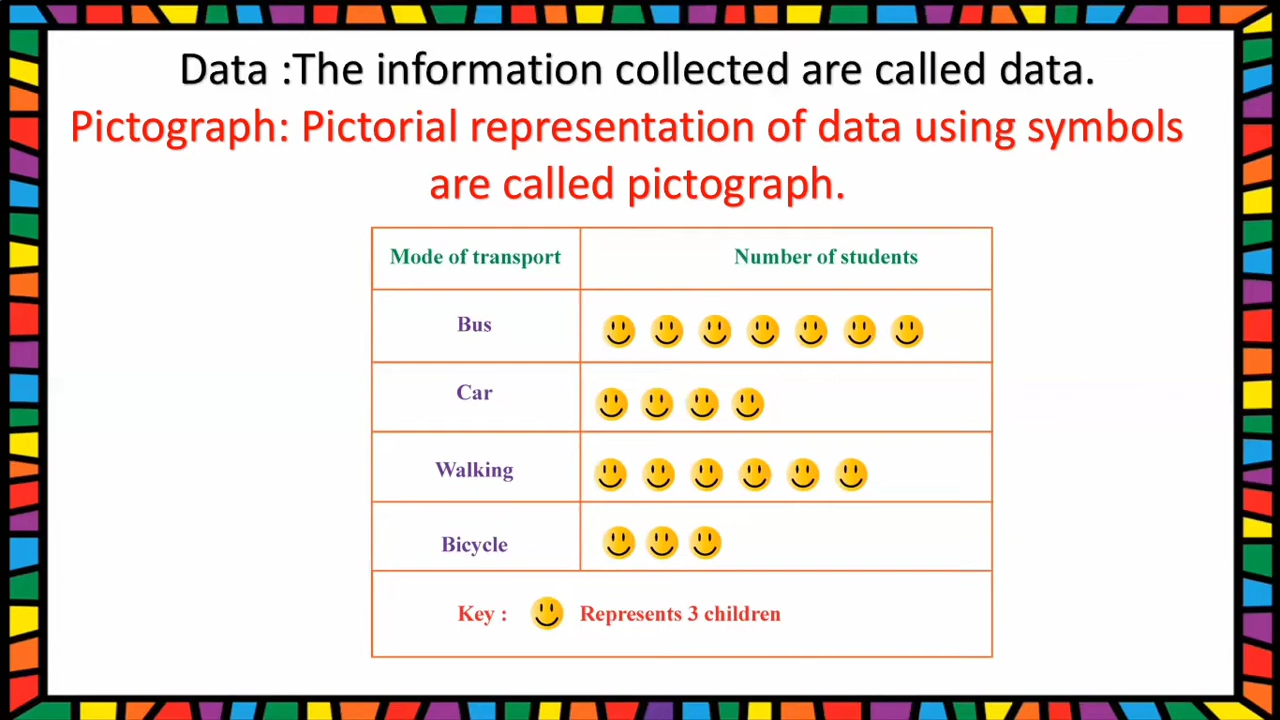 Data :The information collected are called data.
Pictograph: Pictorial representation of data using symbols
are called pictograph.
Mode of transport Number of students
Bus
Car
Walking
Bicycle
Key : Represents 3 children